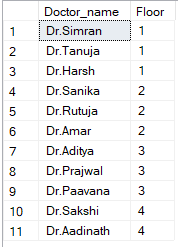 Doctor_name Floor
1 Dr.Simran 1
2 Dr.Tanuja 1
3 Dr.Harsh 1
4 Dr.Sanika 2
5 Dr.Rutuja 2
6 Dr.Amar 2
7 Dr.Aditya 3
8 Dr.Prajwal 3
9 Dr.Paavana 3
10 Dr.Sakshi 4
11 Dr.Aadinath 4